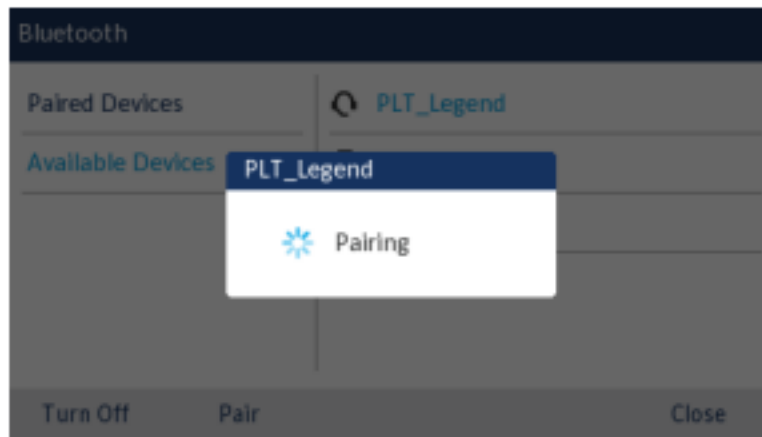 Bluetooth
Paired Devices
PLT_Legend
Available Devices
PLT_Legend
Pairing
Turn Off Pair Close